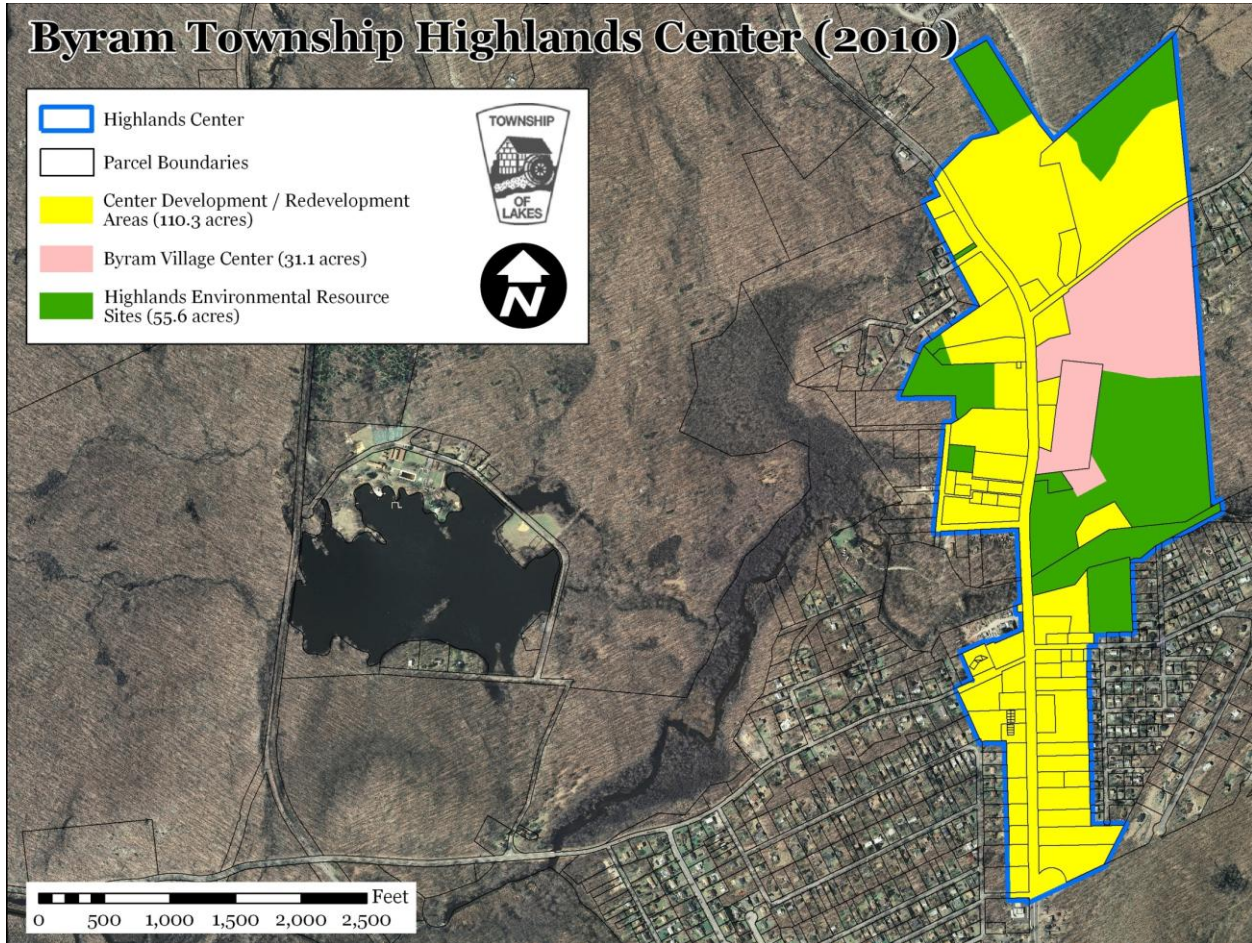 Byram Township Highlands Center (2010)
Highlands Center
Parcel Boundaries
Center Development / Redevelopment
Areas (110.3 acres)
Byram Village Center (31.1 acres)
Highlands Environmental Resource
Sites (55.6 acres)
TOWNSHIP
OF
LAKES
N
Feet
0 500 1,000 1,500 2,000 2,500